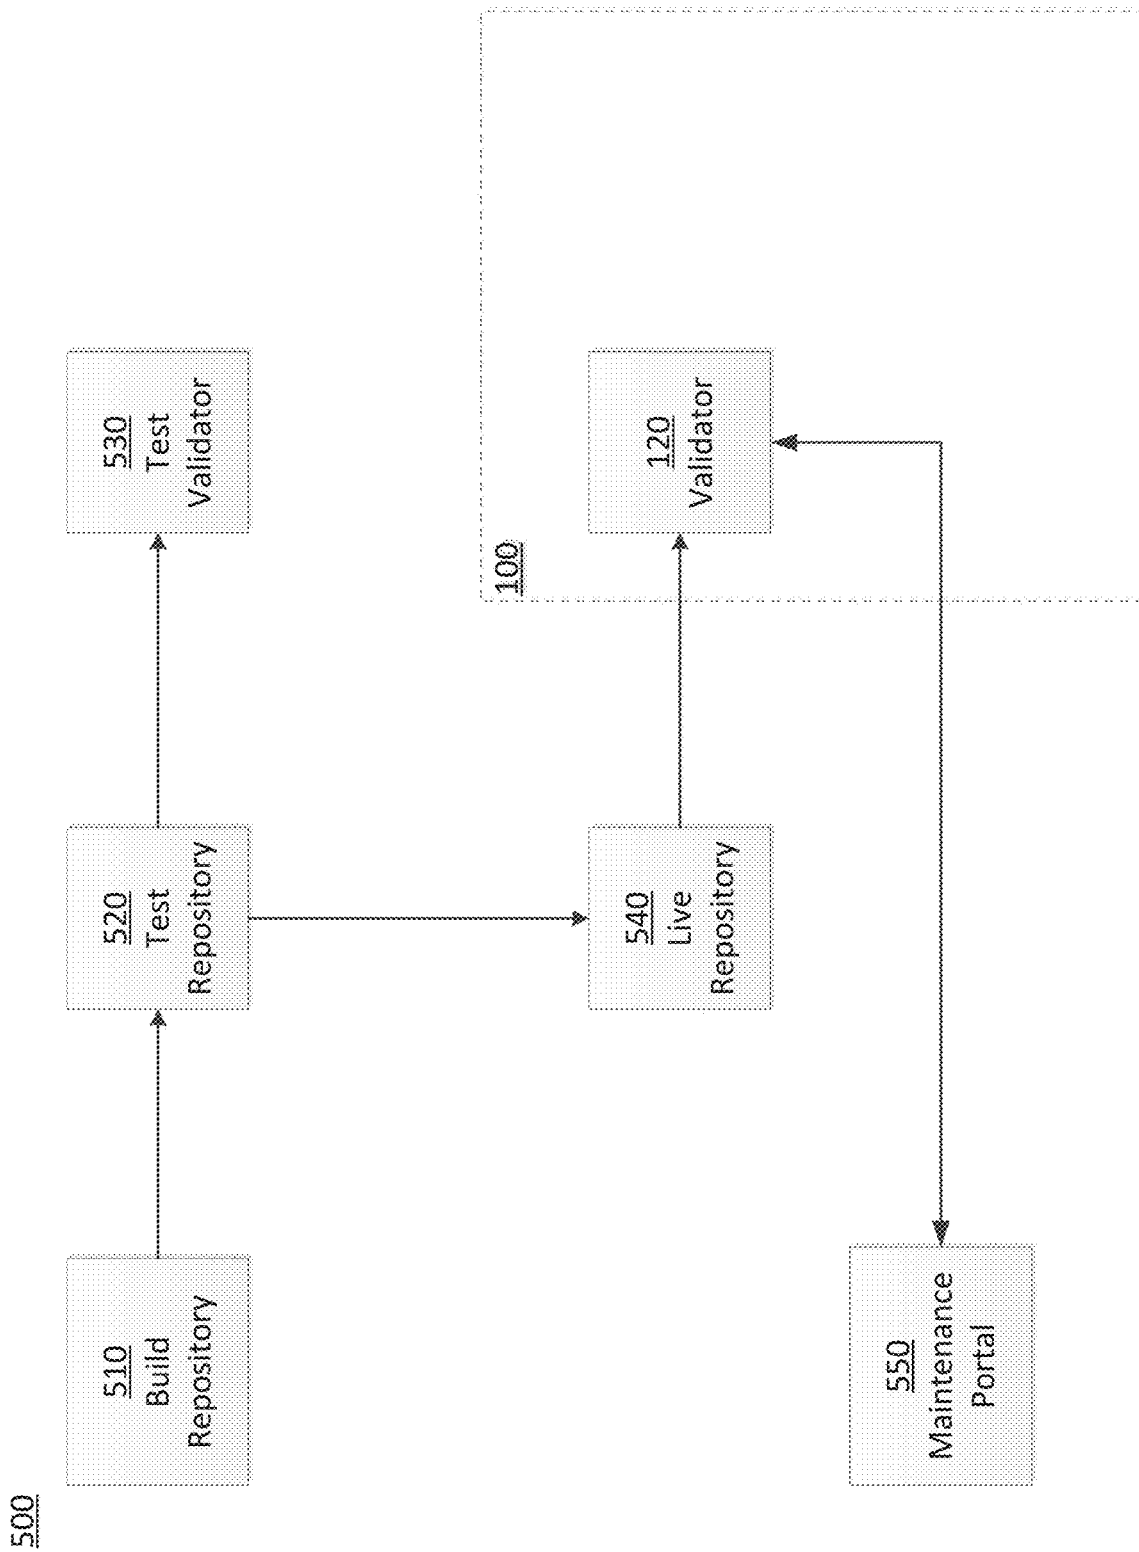 500
510
Build
Repository
520
Test
Repository
530
Test
Validator
540
Live
Repository
100
120
Validator
550
Maintenance
Portal